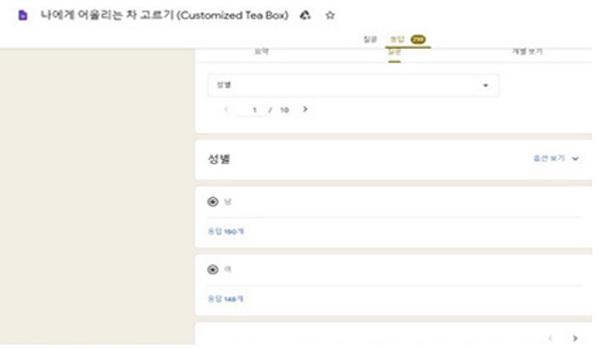 나에게 어울리는 차 고르기 (Customized Tea Box)
질문 응답 298
요약 질문 개별 보기
성별
1 / 10
성별 옵션 보기
남
응답 150개
여
응답 148개